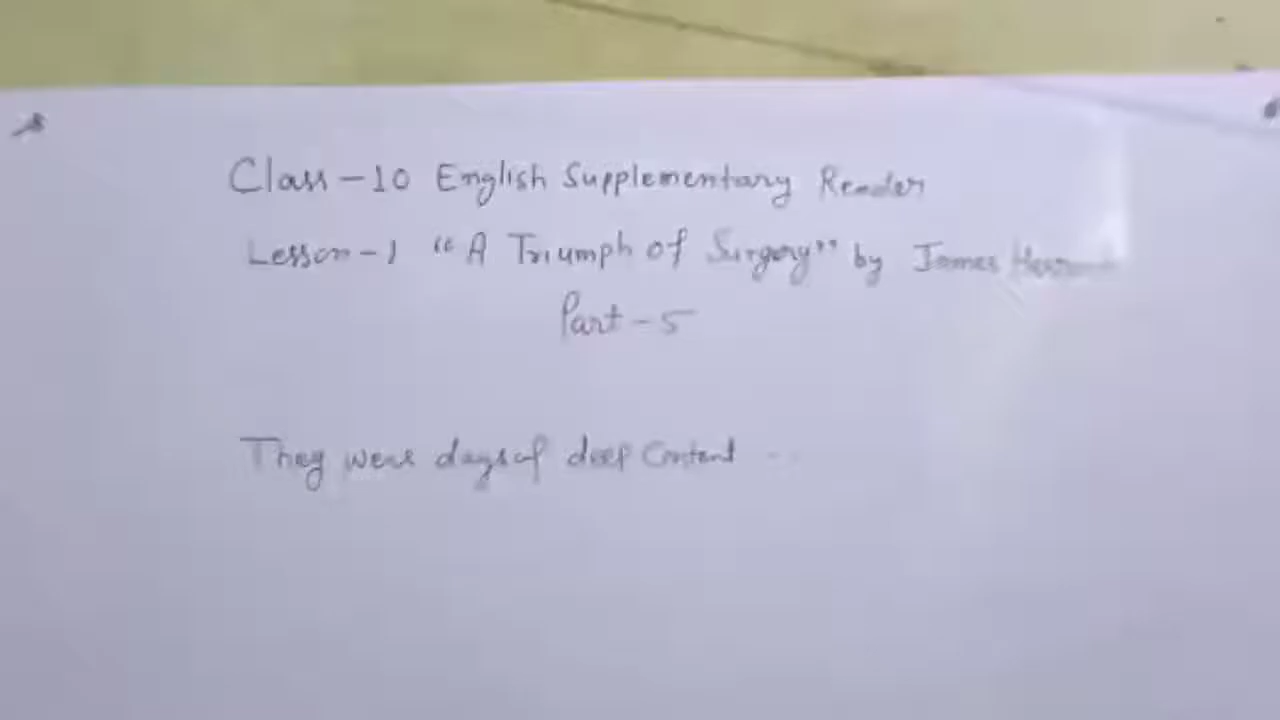 Class-10 English Supplementary Reader
Lesson-1 "A Triumph of Surgery" by James
Part-5
They were days of deep Content